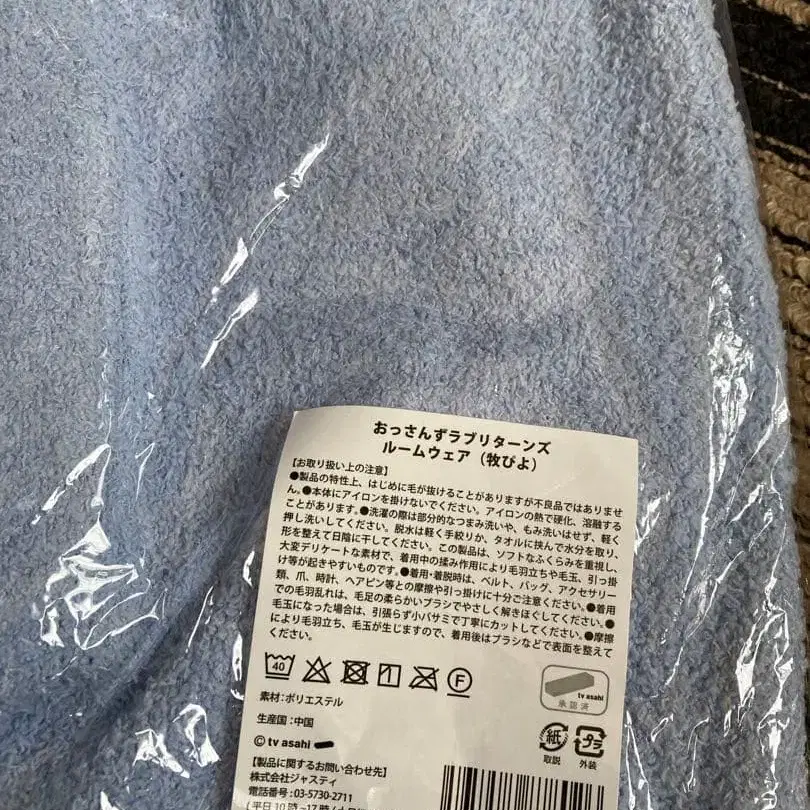 おっさんずラブリターンズ
ルームウェア（牧ぴよ）
【お取り扱い上の注意】
●製品の特性上、はじめに毛が抜けることがありますが不良品ではありませ
ん。●本体にアイロンを掛けないでください。アイロンの熱で硬化、溶融する
ことがあります。●洗濯の際は部分的なつまみ洗いや、もみ洗いはせず、軽く
押し洗いしてください。脱水は軽く手絞りか、タオルに挟んで水分を取り、
形を整えて日陰に干してください。この製品は、ソフトなふくらみを重視し、
大変デリケートな素材で、着用中の揉み作用により毛羽立ちや毛玉、引っ掛
け等が起きやすいものです。●着用・着脱時は、ベルト、バッグ、アクセサリー
類、爪、時計、ヘアピン等との摩擦や引っ掛けに十分ご注意ください。●着用
での毛羽乱れは、毛足の柔らかいブラシでやさしく解きほぐしてください。●
毛玉になった場合は、引張らず小バサミで丁寧にカットしてください。●摩擦
により毛羽立ち、毛玉が生じますので、着用後はブラシなどで表面を整えて
ください。
40
F
tv asahi
承認済
素材：ポリエステル
生産国：中国
© tv asahi
紙
取説
プラ
外装
【製品に関するお問い合わせ先】
株式会社ジャスティ
電話番号：03-5730-2711
（平日10時~17時/土日